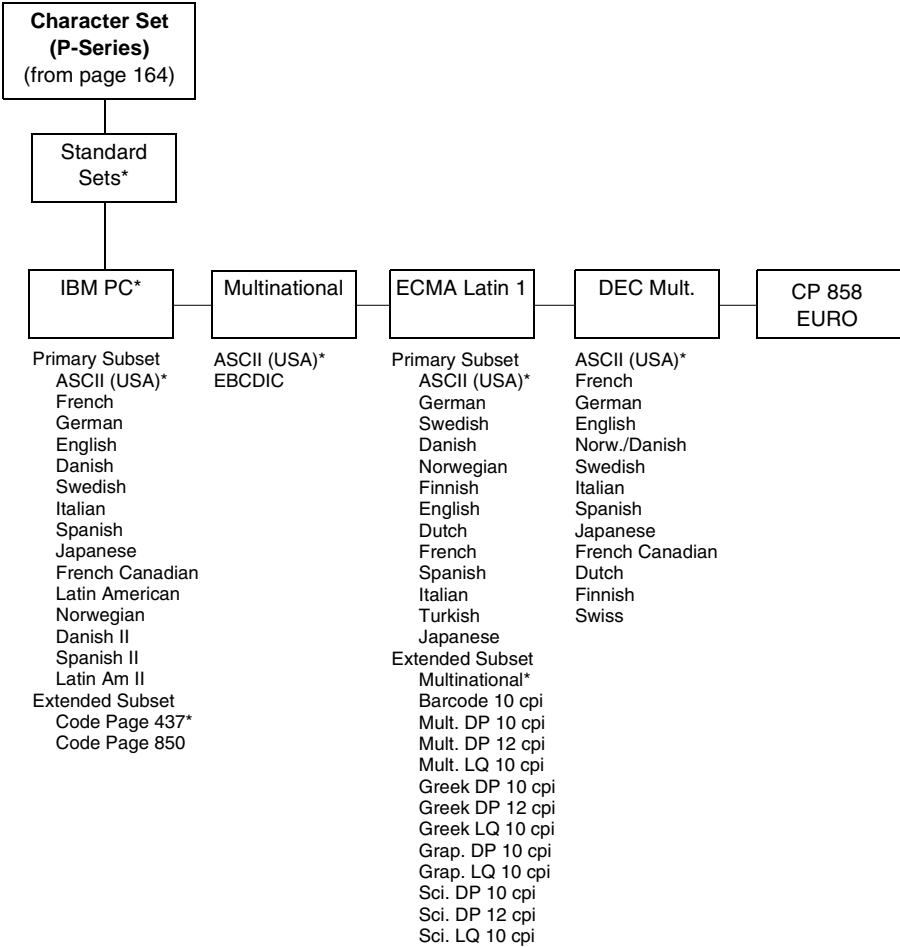 Character Set
(P-Series)
(from page 164)
Standard
Sets*
IBM PC*
Multinational
ECMA Latin 1
DEC Mult.
CP 858
EURO
Primary Subset
ASCII (USA)*
French
German
English
Danish
Swedish
Italian
Spanish
Japanese
French Canadian
Latin American
Norwegian
Danish II
Spanish II
Latin Am II
Extended Subset
Code Page 437*
Code Page 850
ASCII (USA)*
EBCDIC
Primary Subset
ASCII (USA)*
German
Swedish
Danish
Norwegian
Finnish
English
Dutch
French
Spanish
Italian
Turkish
Japanese
Extended Subset
Multinational*
Barcode 10 cpi
Mult. DP 10 cpi
Mult. DP 12 cpi
Mult. LQ 10 cpi
Greek DP 10 cpi
Greek DP 12 cpi
Greek LQ 10 cpi
Grap. DP 10 cpi
Grap. LQ 10 cpi
Sci. DP 10 cpi
Sci. DP 12 cpi
Sci. LQ 10 cpi
ASCII (USA)*
French
German
English
Norw./Danish
Swedish
Italian
Spanish
Japanese
French Canadian
Dutch
Finnish
Swiss